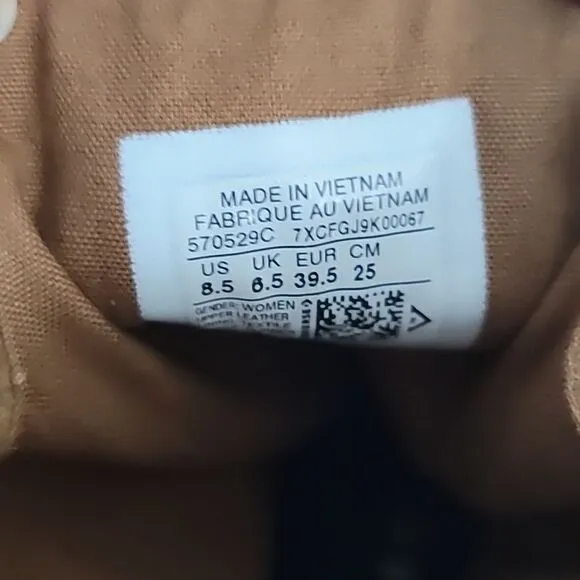 MADE IN VIETNAM
FABRIQUE AU VIETNAM
570529C 7XCFGJ9K00067
US UK EUR CM
8.5 6.5 39.5 25
GENDER: WOMEN
UPPER: LEATHER
TEXTILE